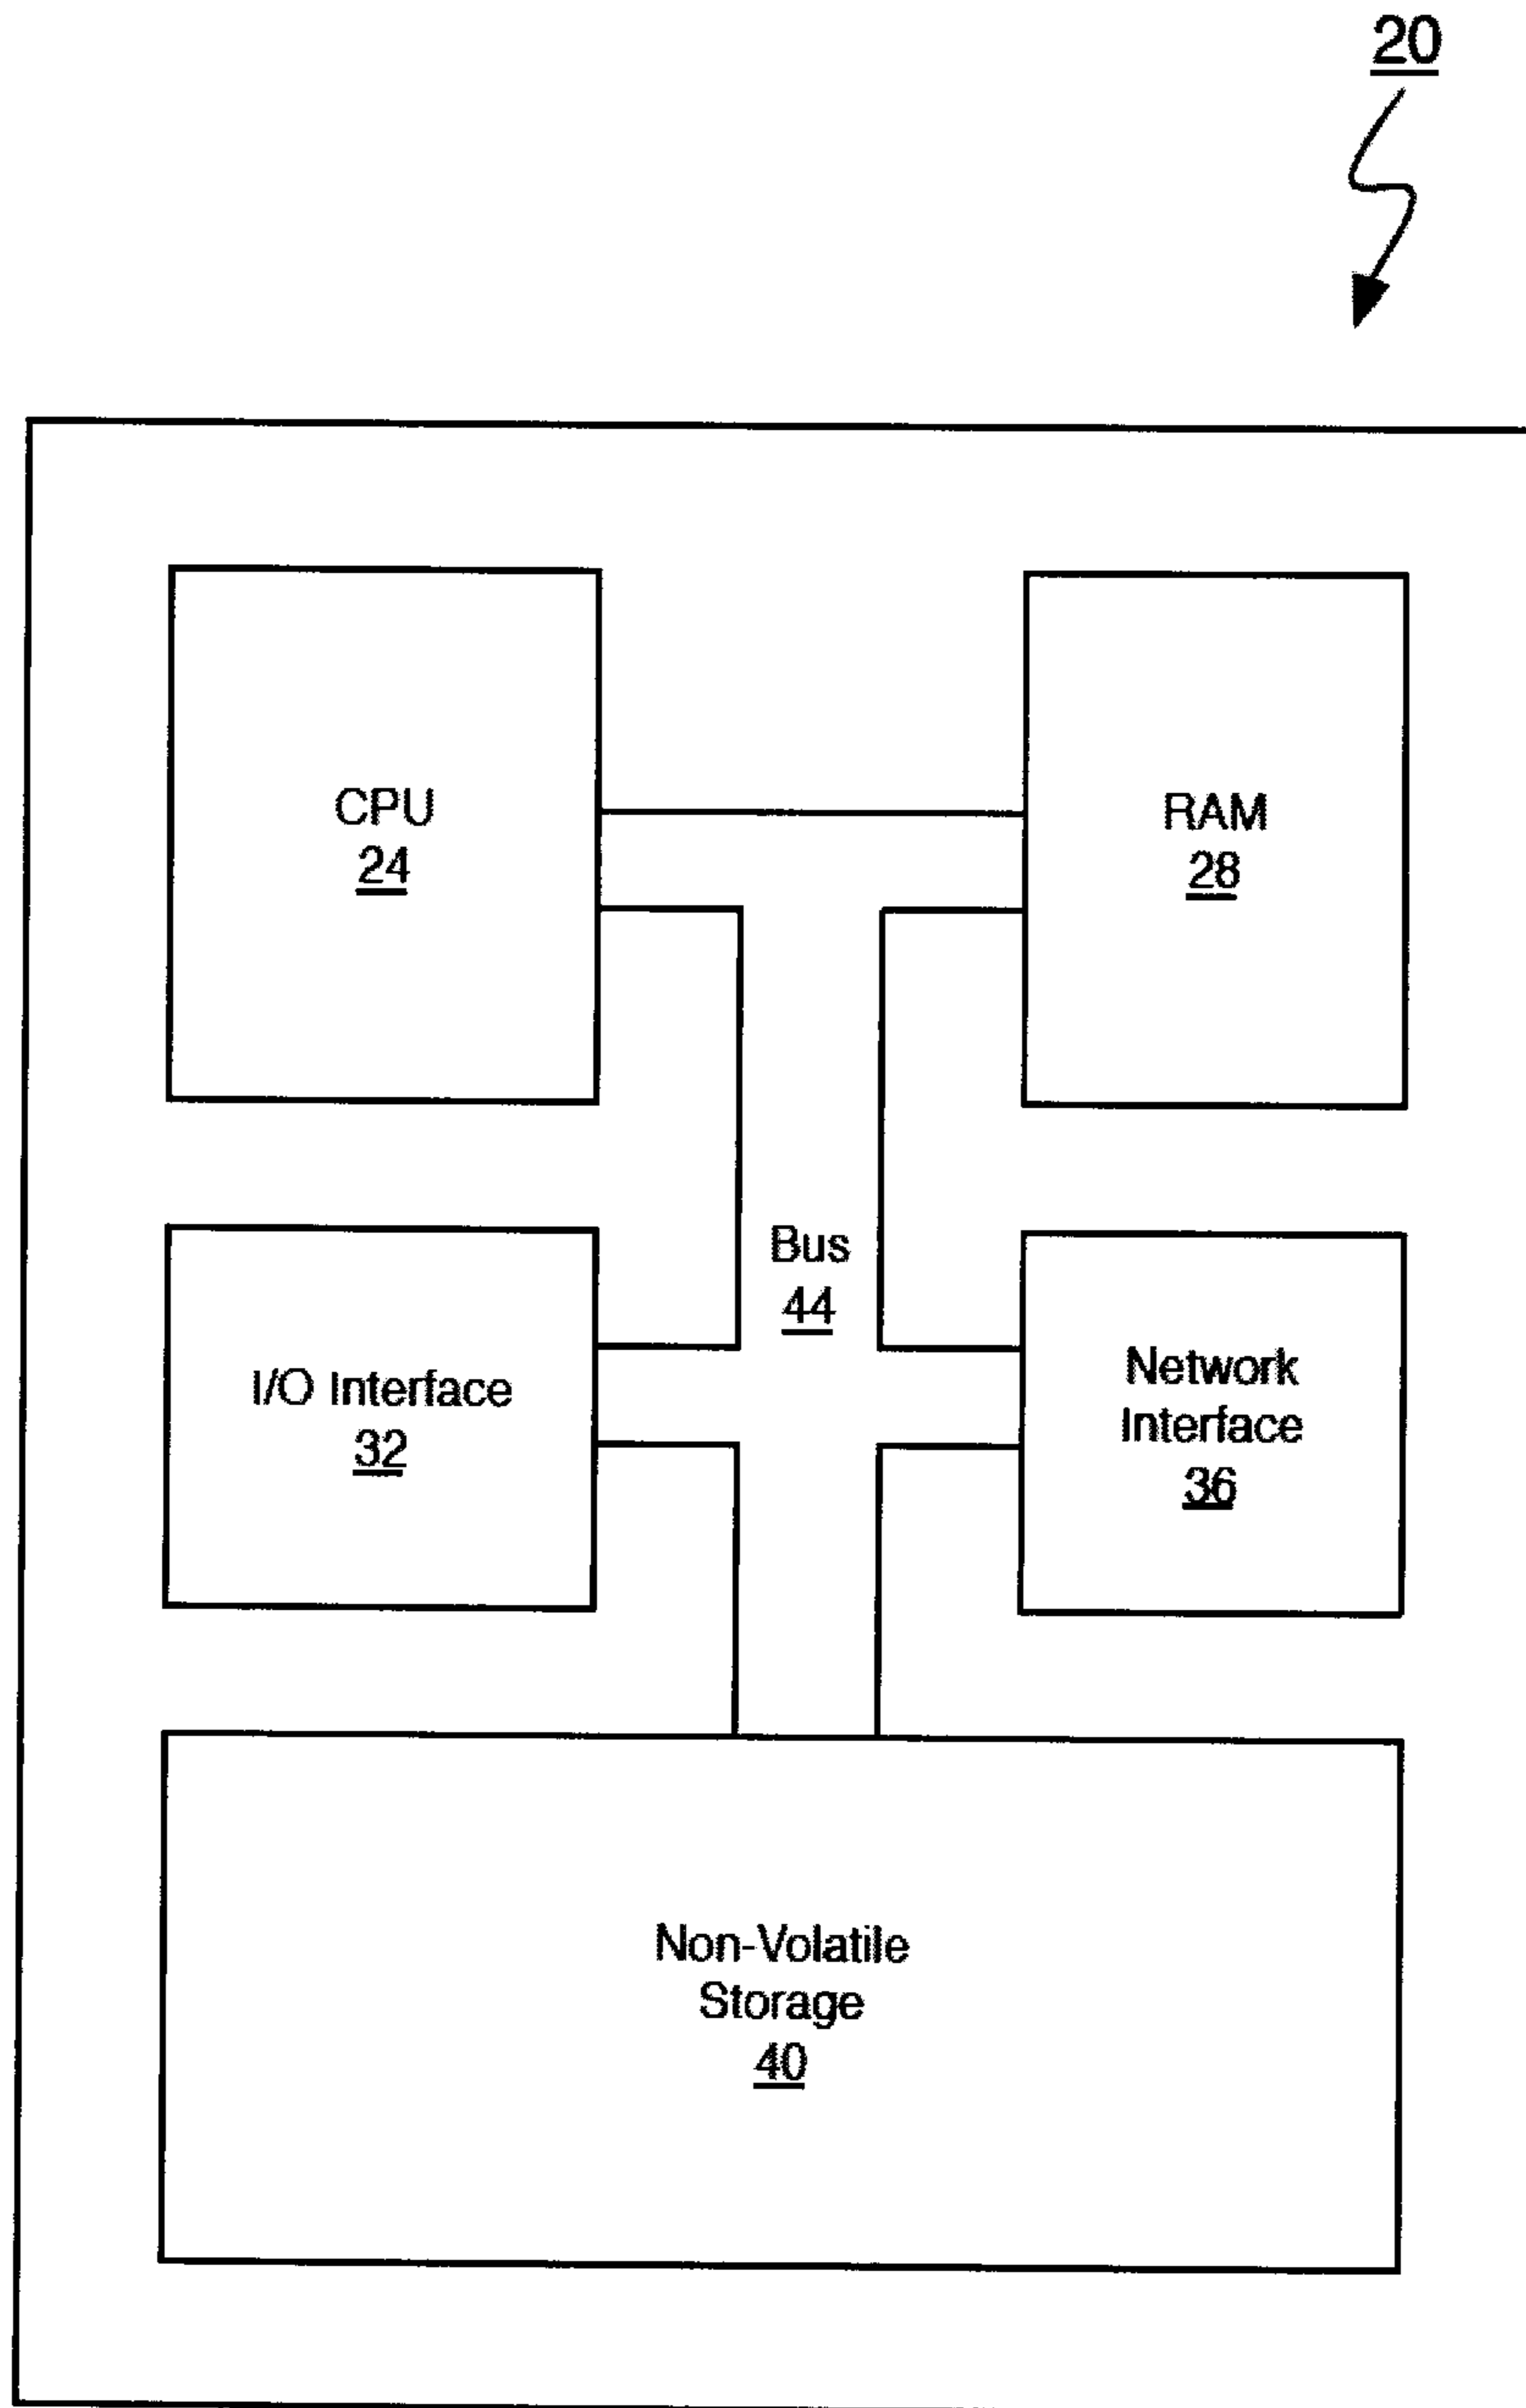 20
CPU
24
RAM
28
Bus
44
I/O Interface
32
Network
Interface
36
Non-Volatile
Storage
40